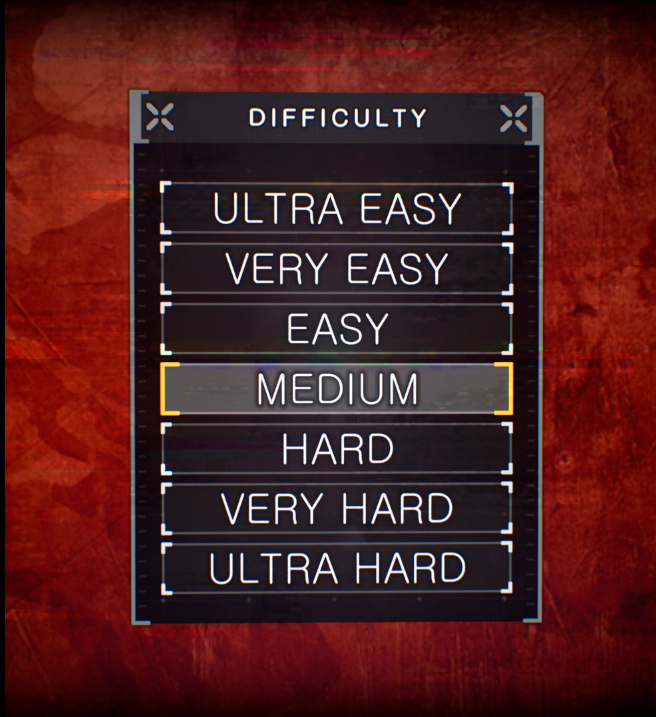 DIFFICULTY
ULTRA EASY
VERY EASY
EASY
MEDIUM
HARD
VERY HARD
ULTRA HARD